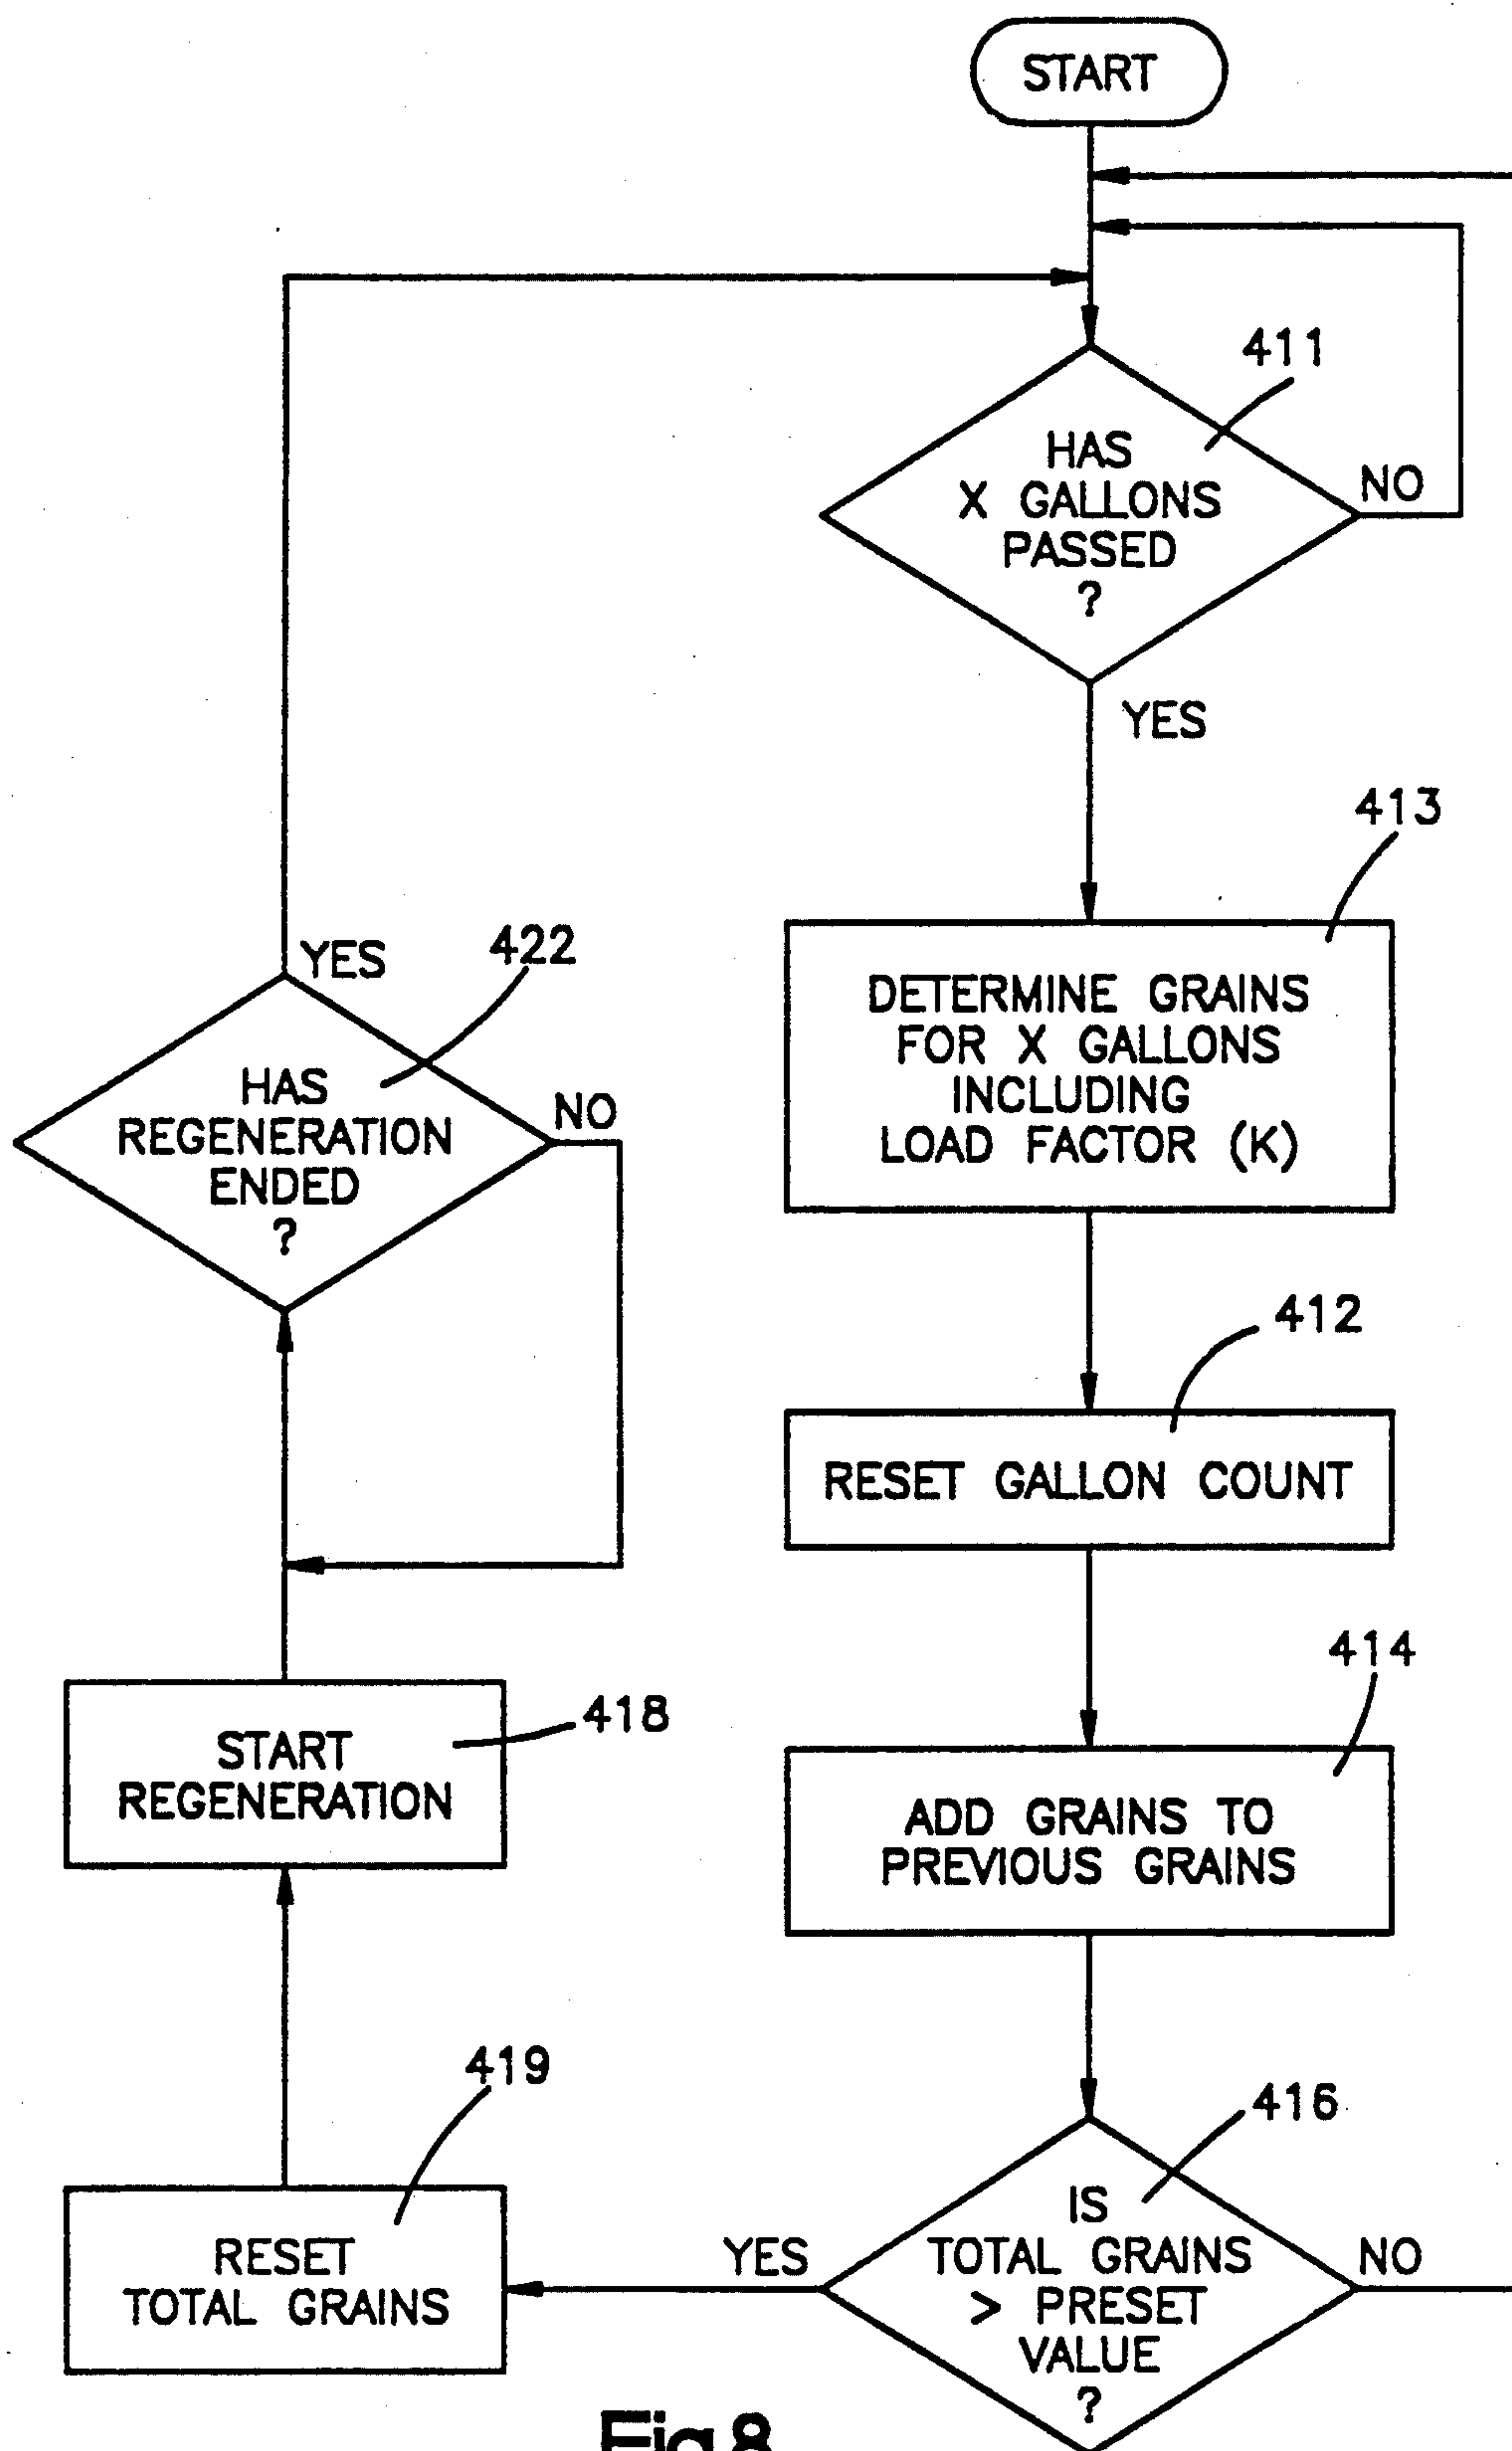 START
411
HAS
X GALLONS
PASSED
?
NO
YES
413
DETERMINE GRAINS
FOR X GALLONS
INCLUDING
LOAD FACTOR (K)
412
RESET GALLON COUNT
414
ADD GRAINS TO
PREVIOUS GRAINS
416
IS
TOTAL GRAINS
> PRESET
VALUE
?
NO
YES
419
RESET
TOTAL GRAINS
418
START
REGENERATION
422
HAS
REGENERATION
ENDED
?
NO
YES
Fig.8